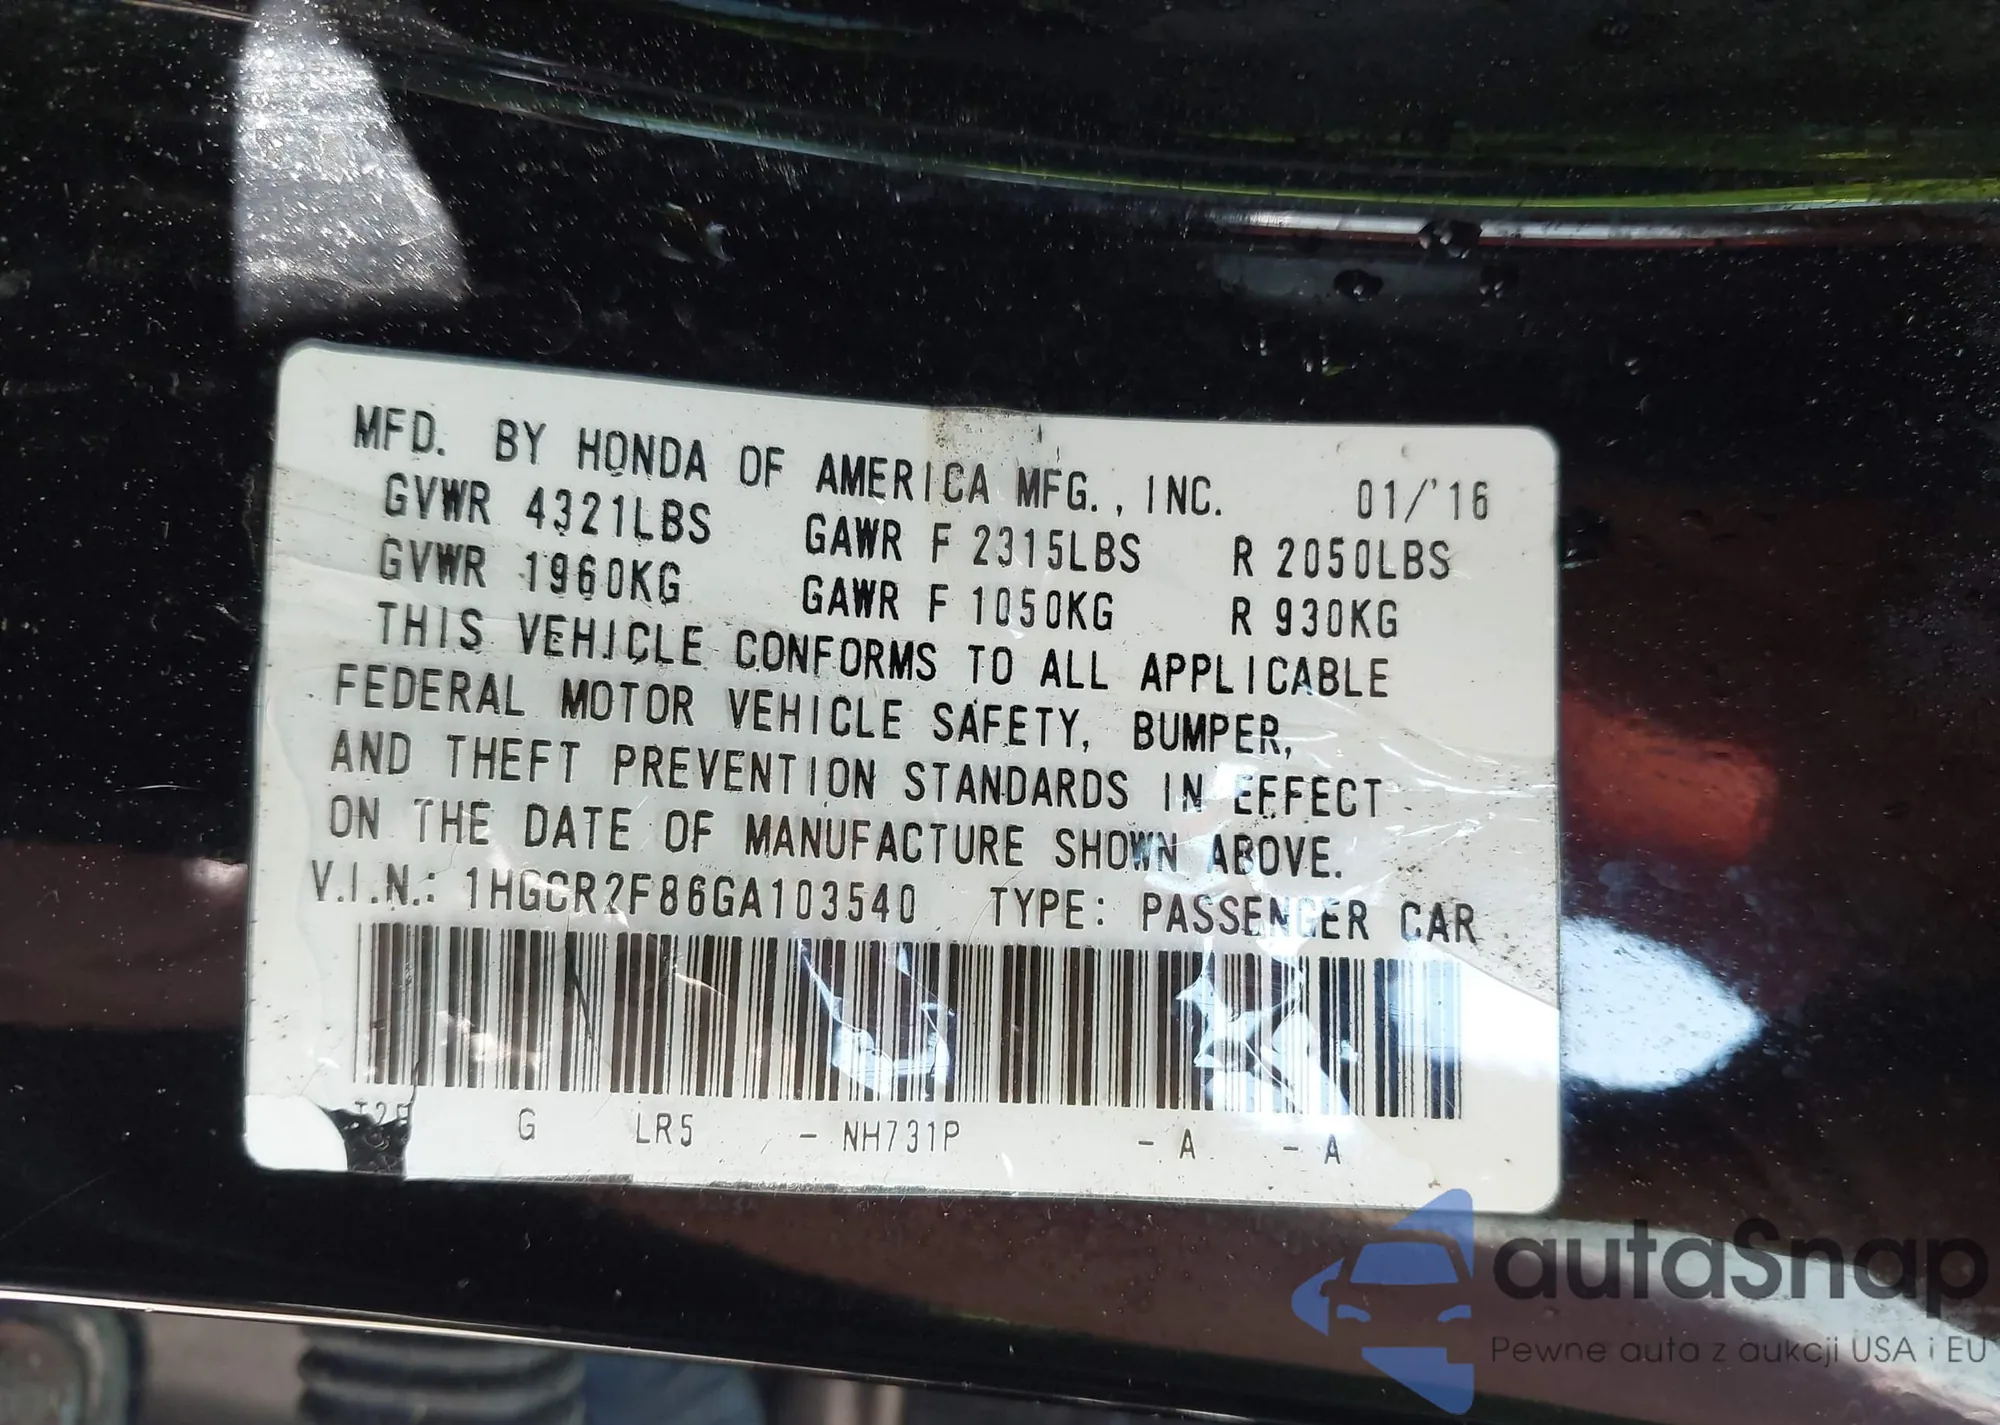 MFD. BY HONDA OF AMERICA MFG., INC. 01/'16
GVWR 4321LBS GAWR F 2315LBS R 2050LBS
GVWR 1960KG GAWR F 1050KG R 930KG
THIS VEHICLE CONFORMS TO ALL APPLICABLE
FEDERAL MOTOR VEHICLE SAFETY, BUMPER,
AND THEFT PREVENTION STANDARDS IN EFFECT
ON THE DATE OF MANUFACTURE SHOWN ABOVE.
V.I.N.: 1HGCR2F86GA103540 TYPE: PASSENGER CAR
G LR5 - NH731P - A - A
autaSnap
Pewne auta z aukcji USA i EU